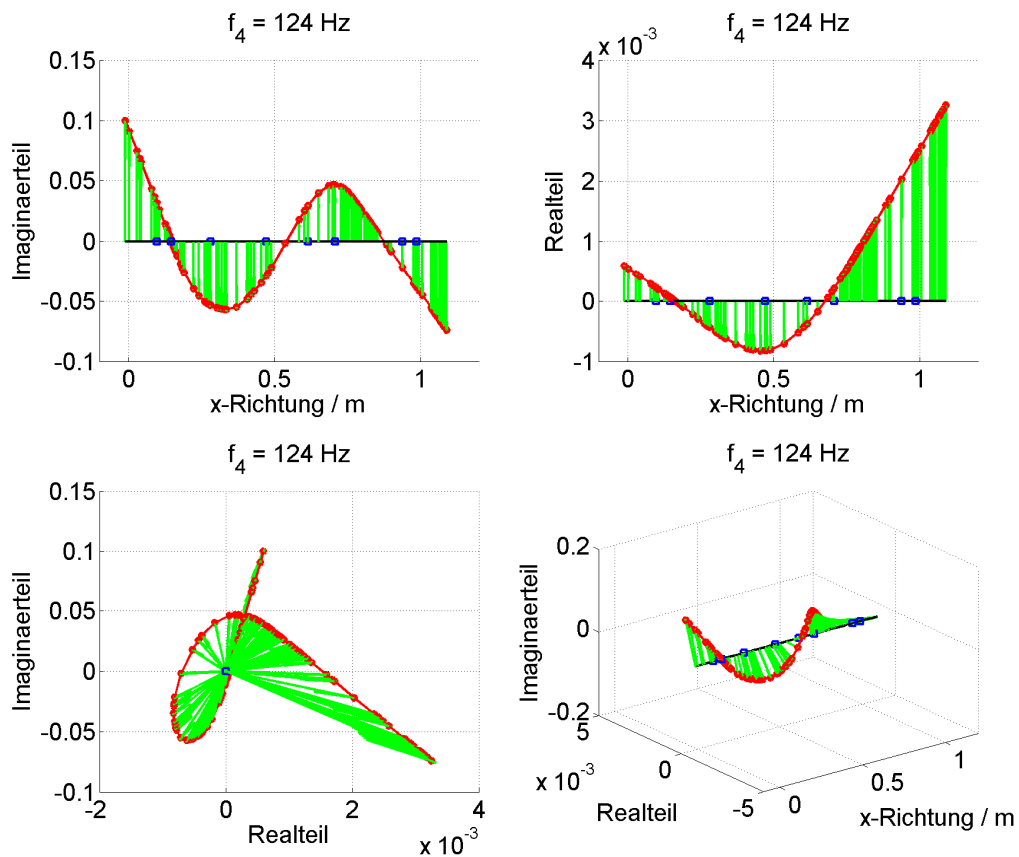 f4 = 124 Hz
0.15
0.1
0.05
0
-0.05
-0.1
Imaginaerteil
0
0.5
1
x-Richtung / m
f4 = 124 Hz
x 10-3
4
3
2
1
0
-1
Realteil
0
0.5
1
x-Richtung / m
f4 = 124 Hz
0.15
0.1
0.05
0
-0.05
-0.1
Imaginaerteil
-2
0
2
4
Realteil
x 10-3
f4 = 124 Hz
0.2
0
-0.2
Imaginaerteil
5
0
-5
x 10-3
Realteil
0
0.5
1
x-Richtung / m